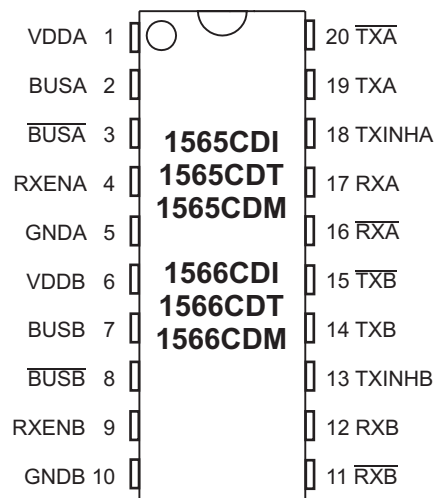 VDDA 1
BUSA 2
BUSA 3
RXENA 4
GNDA 5
VDDB 6
BUSB 7
BUSB 8
RXENB 9
GNDB 10
1565CDI
1565CDT
1565CDM
1566CDI
1566CDT
1566CDM
20 TXA
19 TXA
18 TXINHA
17 RXA
16 RXA
15 TXB
14 TXB
13 TXINHB
12 RXB
11 RXB